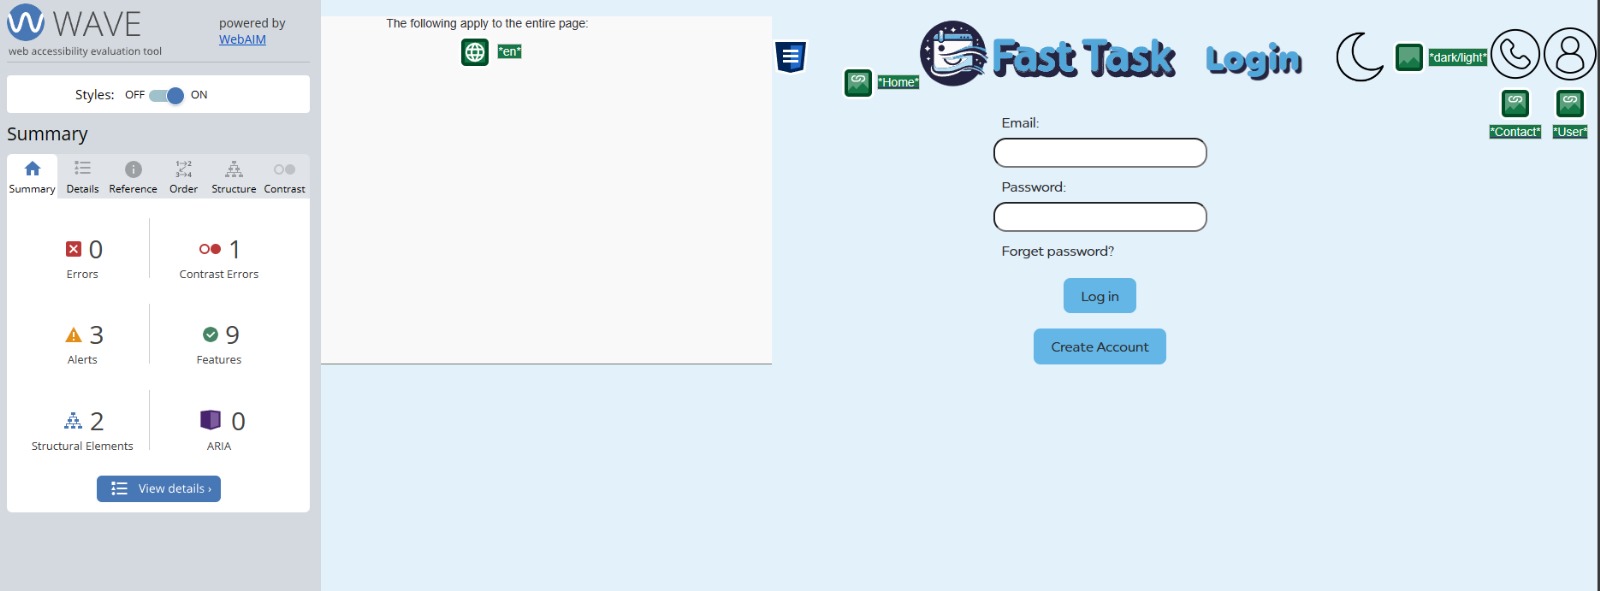 WAVE
web accessibility evaluation tool
powered by
WebAIM
Styles: OFF ON
Summary
Summary Details Reference Order Structure Contrast
0
Errors
1
Contrast Errors
3
Alerts
9
Features
2
Structural Elements
0
ARIA
View details ›
The following apply to the entire page:
*en*
*Home*
Fast Task Login
*dark/light*
*Contact*
*User*
Email:
Password:
Forget password?
Log in
Create Account